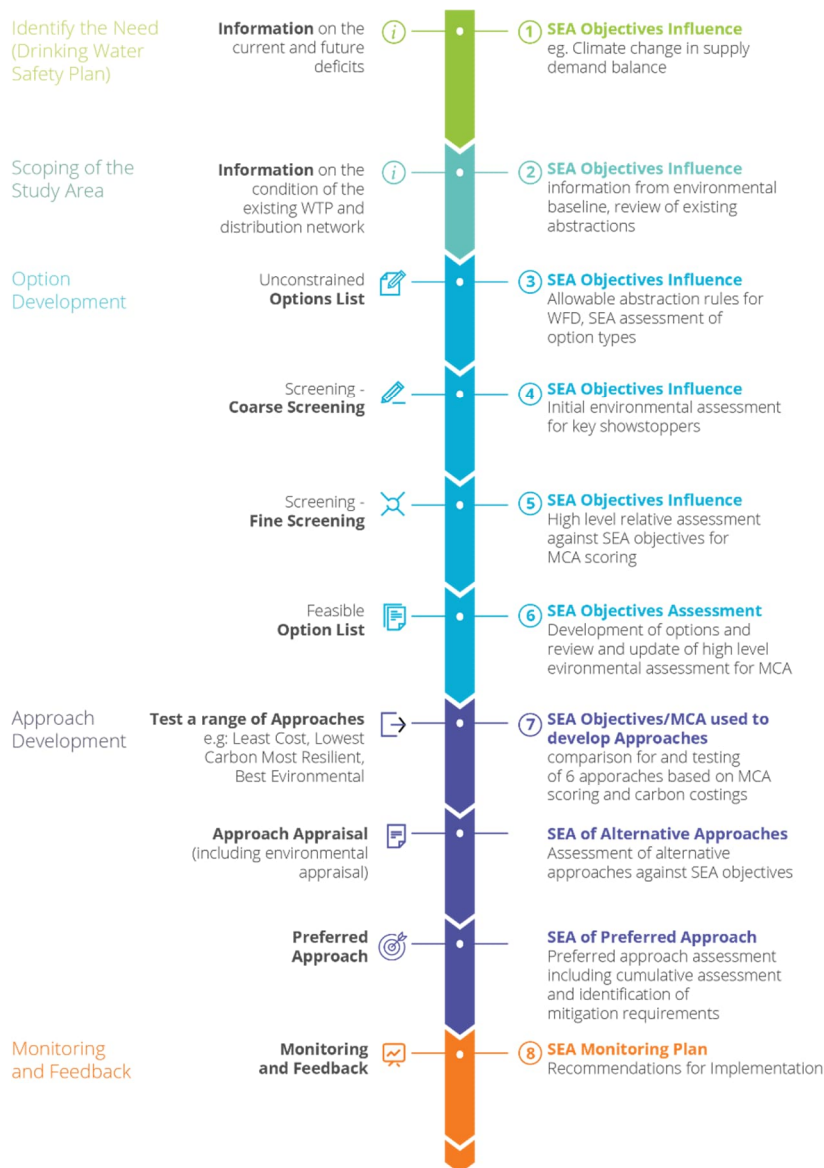 Identify the Need
(Drinking Water
Safety Plan)
Information on the
current and future
deficits
i
1 SEA Objectives Influence
eg. Climate change in supply
demand balance
Scoping of the
Study Area
Information on the
condition of the
existing WTP and
distribution network
i
2 SEA Objectives Influence
information from environmental
baseline, review of existing
abstractions
Option
Development
Unconstrained
Options List
3 SEA Objectives Influence
Allowable abstraction rules for
WFD, SEA assessment of
option types
Screening -
Coarse Screening
4 SEA Objectives Influence
Initial environmental assessment
for key showstoppers
Screening -
Fine Screening
5 SEA Objectives Influence
High level relative assessment
against SEA objectives for
MCA scoring
Feasible
Option List
6 SEA Objectives Assessment
Development of options and
review and update of high level
evironmental assessment for MCA
Approach
Development
Test a range of Approaches
e.g: Least Cost, Lowest
Carbon Most Resilient,
Best Evironmental
7 SEA Objectives/MCA used to
develop Approaches
comparison for and testing
of 6 apporaches based on MCA
scoring and carbon costings
Approach Appraisal
(including environmental
appraisal)
SEA of Alternative Approaches
Assessment of alternative
approaches against SEA objectives
Preferred
Approach
SEA of Preferred Approach
Preferred approach assessment
including cumulative assessment
and identification of
mitigation requirements
Monitoring
and Feedback
Monitoring
and Feedback
8 SEA Monitoring Plan
Recommendations for Implementation